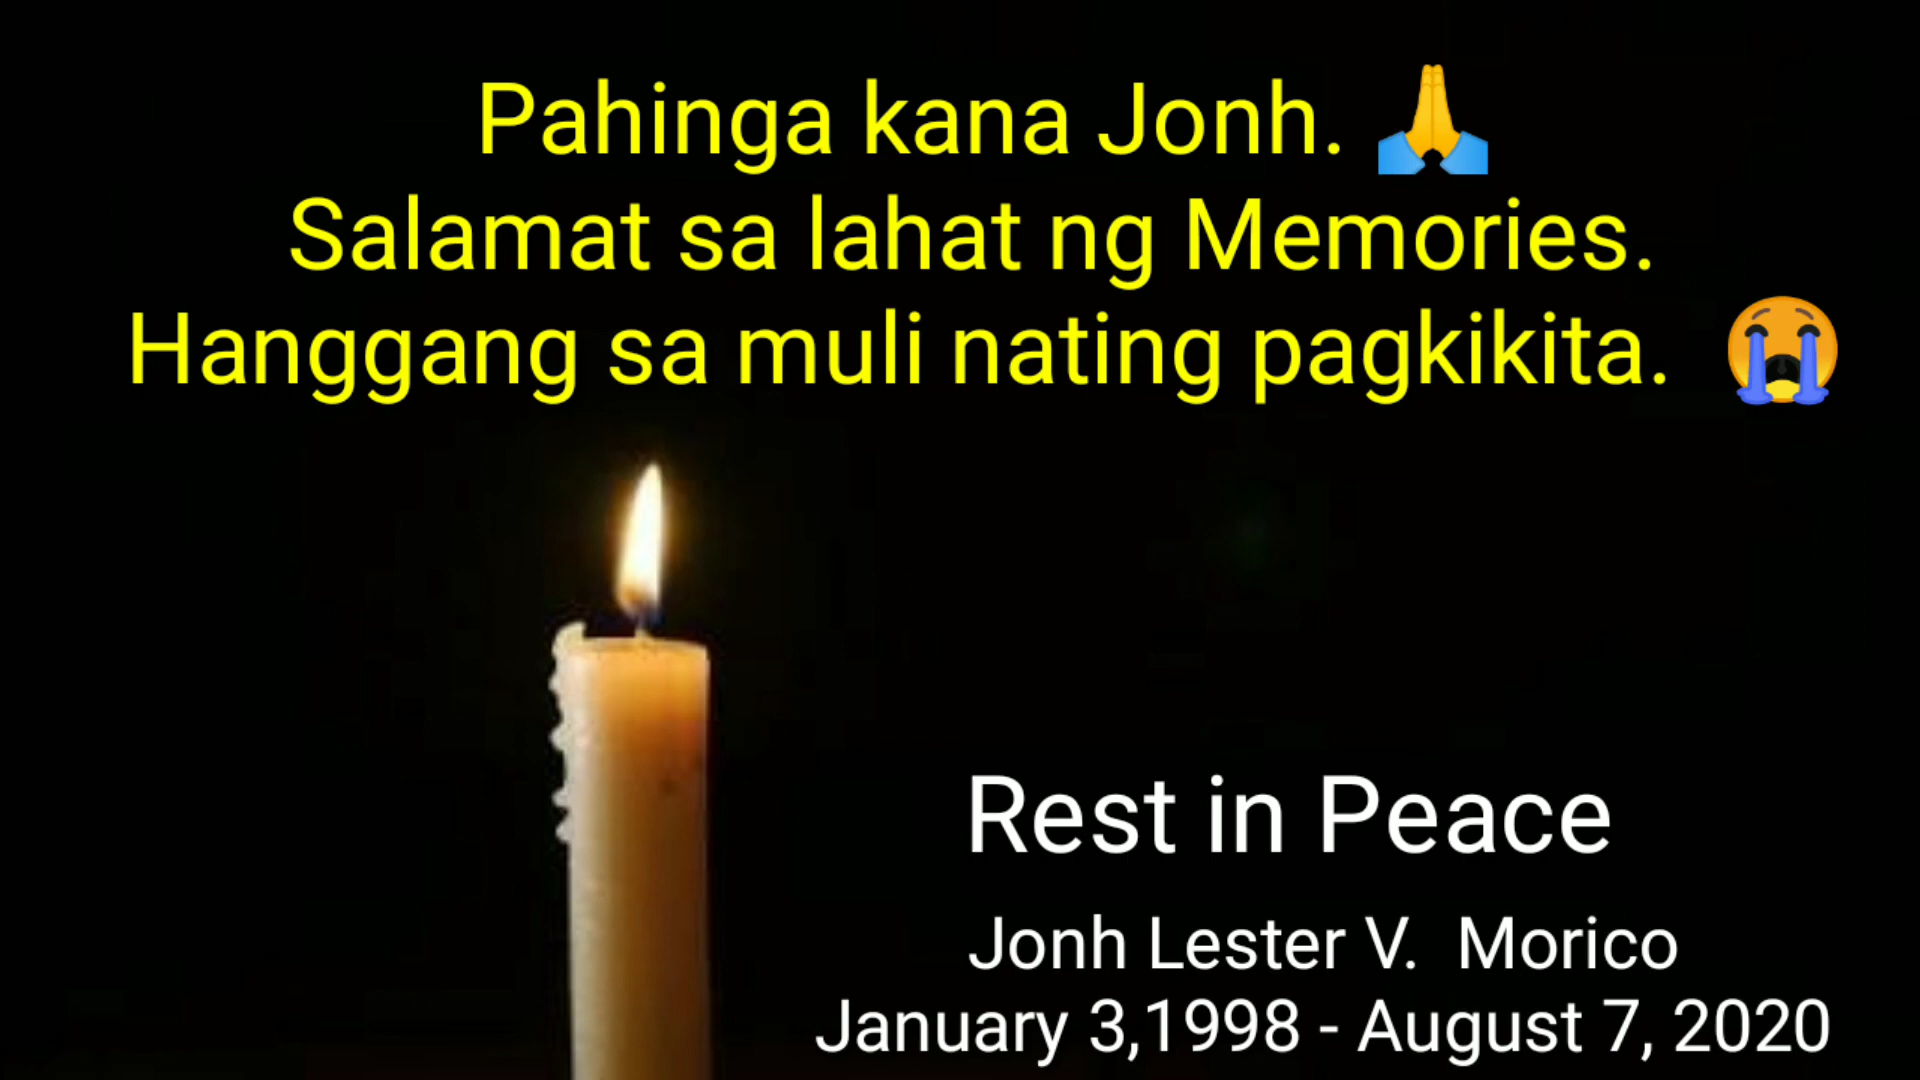 Pahinga kana Jonh. 🙏
Salamat sa lahat ng Memories.
Hanggang sa muli nating pagkikita. 😭
Rest in Peace
Jonh Lester V. Morico
January 3,1998 - August 7, 2020